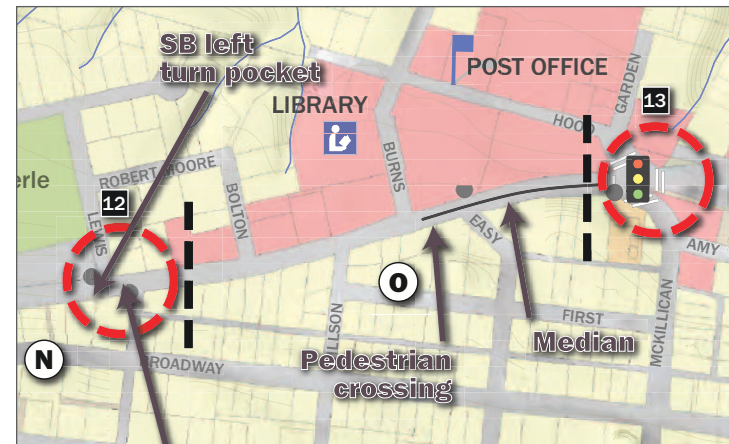 SB left
turn pocket
POST OFFICE
LIBRARY
GARDEN
13
HOOD
BURNS
ROBERT MOORE
BOLTON
erle
12
LEWIS
EASY
AMY
O
LLSON
FIRST
MCKILLICAN
Median
N
BROADWAY
Pedestrian
crossing